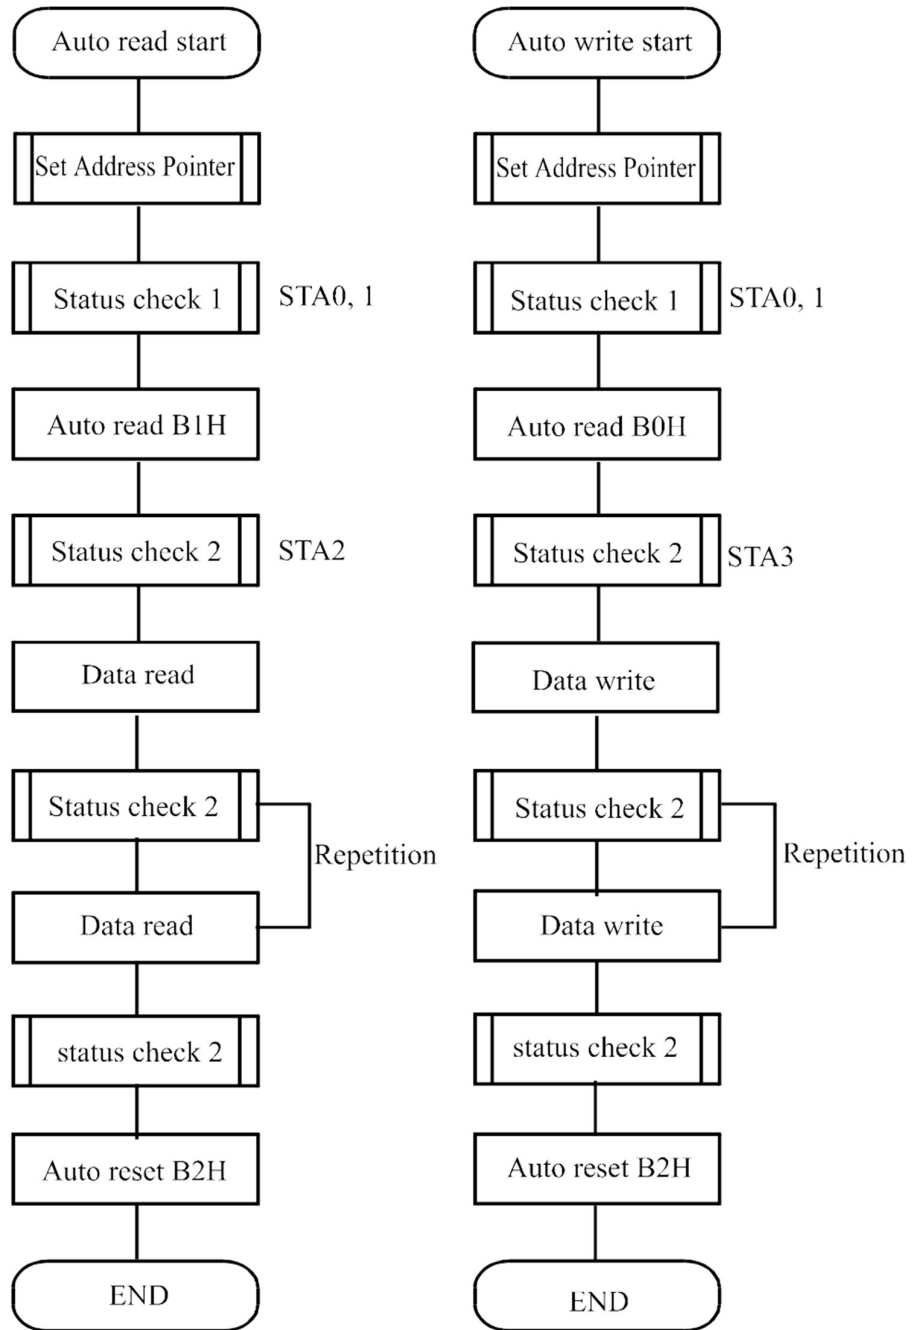 Auto read start
Set Address Pointer
Status check 1
STA0, 1
Auto read B1H
Status check 2
STA2
Data read
Status check 2
Repetition
Data read
status check 2
Auto reset B2H
END
Auto write start
Set Address Pointer
Status check 1
STA0, 1
Auto read B0H
Status check 2
STA3
Data write
Status check 2
Repetition
Data write
status check 2
Auto reset B2H
END